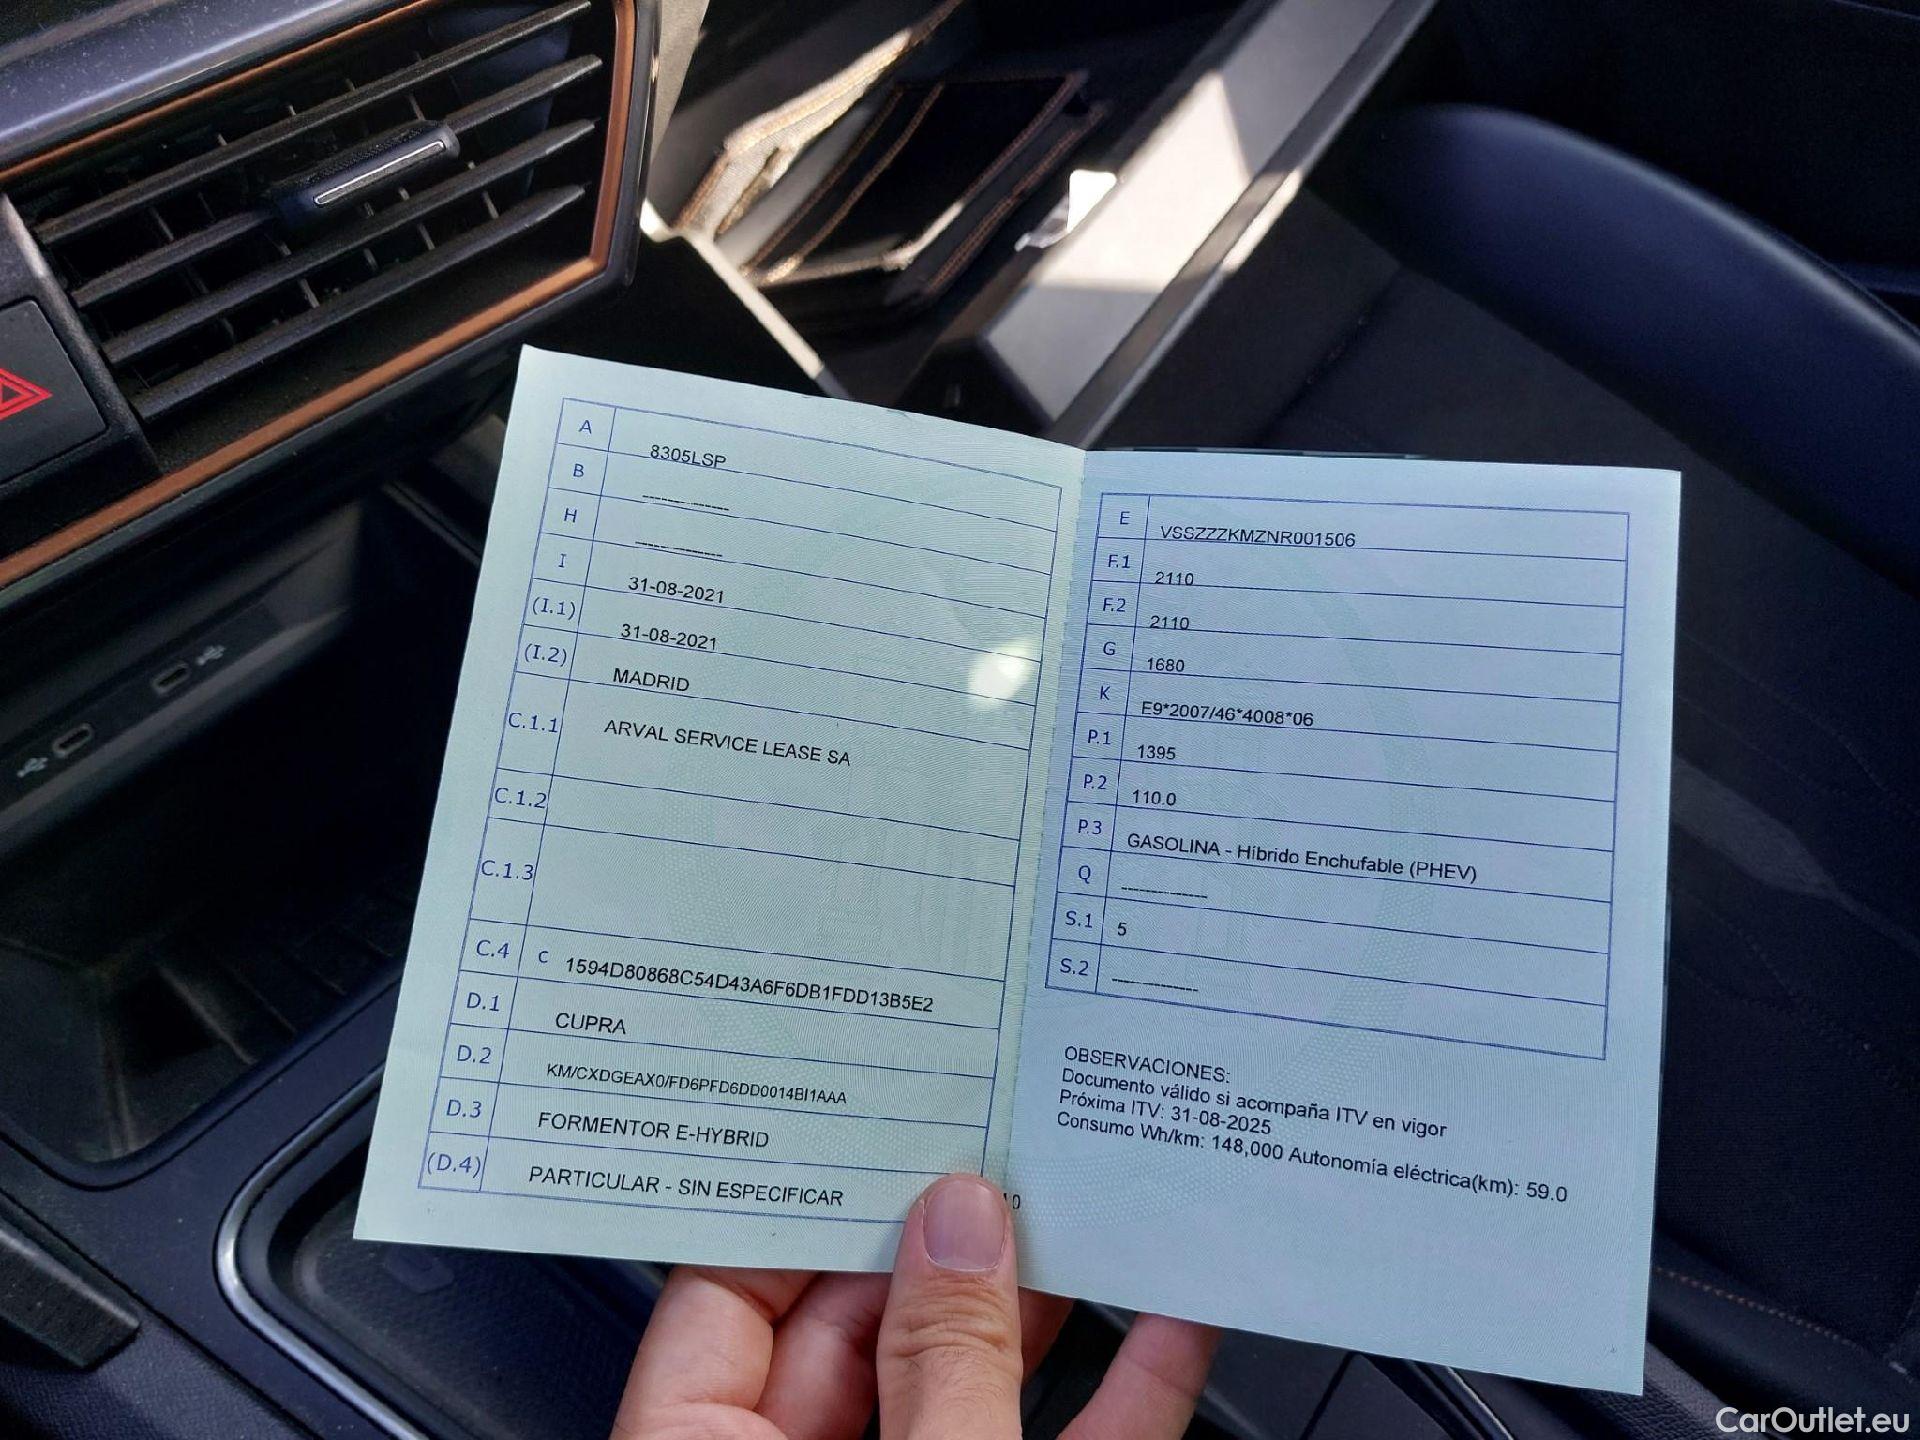 A 8305LSP
B ------------
H ------------
I 31-08-2021
(I.1) 31-08-2021
(I.2) MADRID
C.1.1 ARVAL SERVICE LEASE SA
C.1.2
C.1.3
C.4 C 1594D80868C54D43A6F6DB1FDD13B5E2
D.1 CUPRA
D.2 KM/CXDGEAX0/FD6PFD6DD0014BI1AAA
D.3 FORMENTOR E-HYBRID
(D.4) PARTICULAR - SIN ESPECIFICAR
E VSSZZZKMZNR001506
F.1 2110
F.2 2110
G 1680
K E9*2007/46*4008*06
P.1 1395
P.2 110.0
P.3 GASOLINA - Híbrido Enchufable (PHEV)
Q ------------
S.1 5
S.2 ------------
OBSERVACIONES:
Documento válido si acompaña ITV en vigor
Próxima ITV: 31-08-2025
Consumo Wh/km: 148,000 Autonomía eléctrica(km): 59.0
CarOutlet.eu